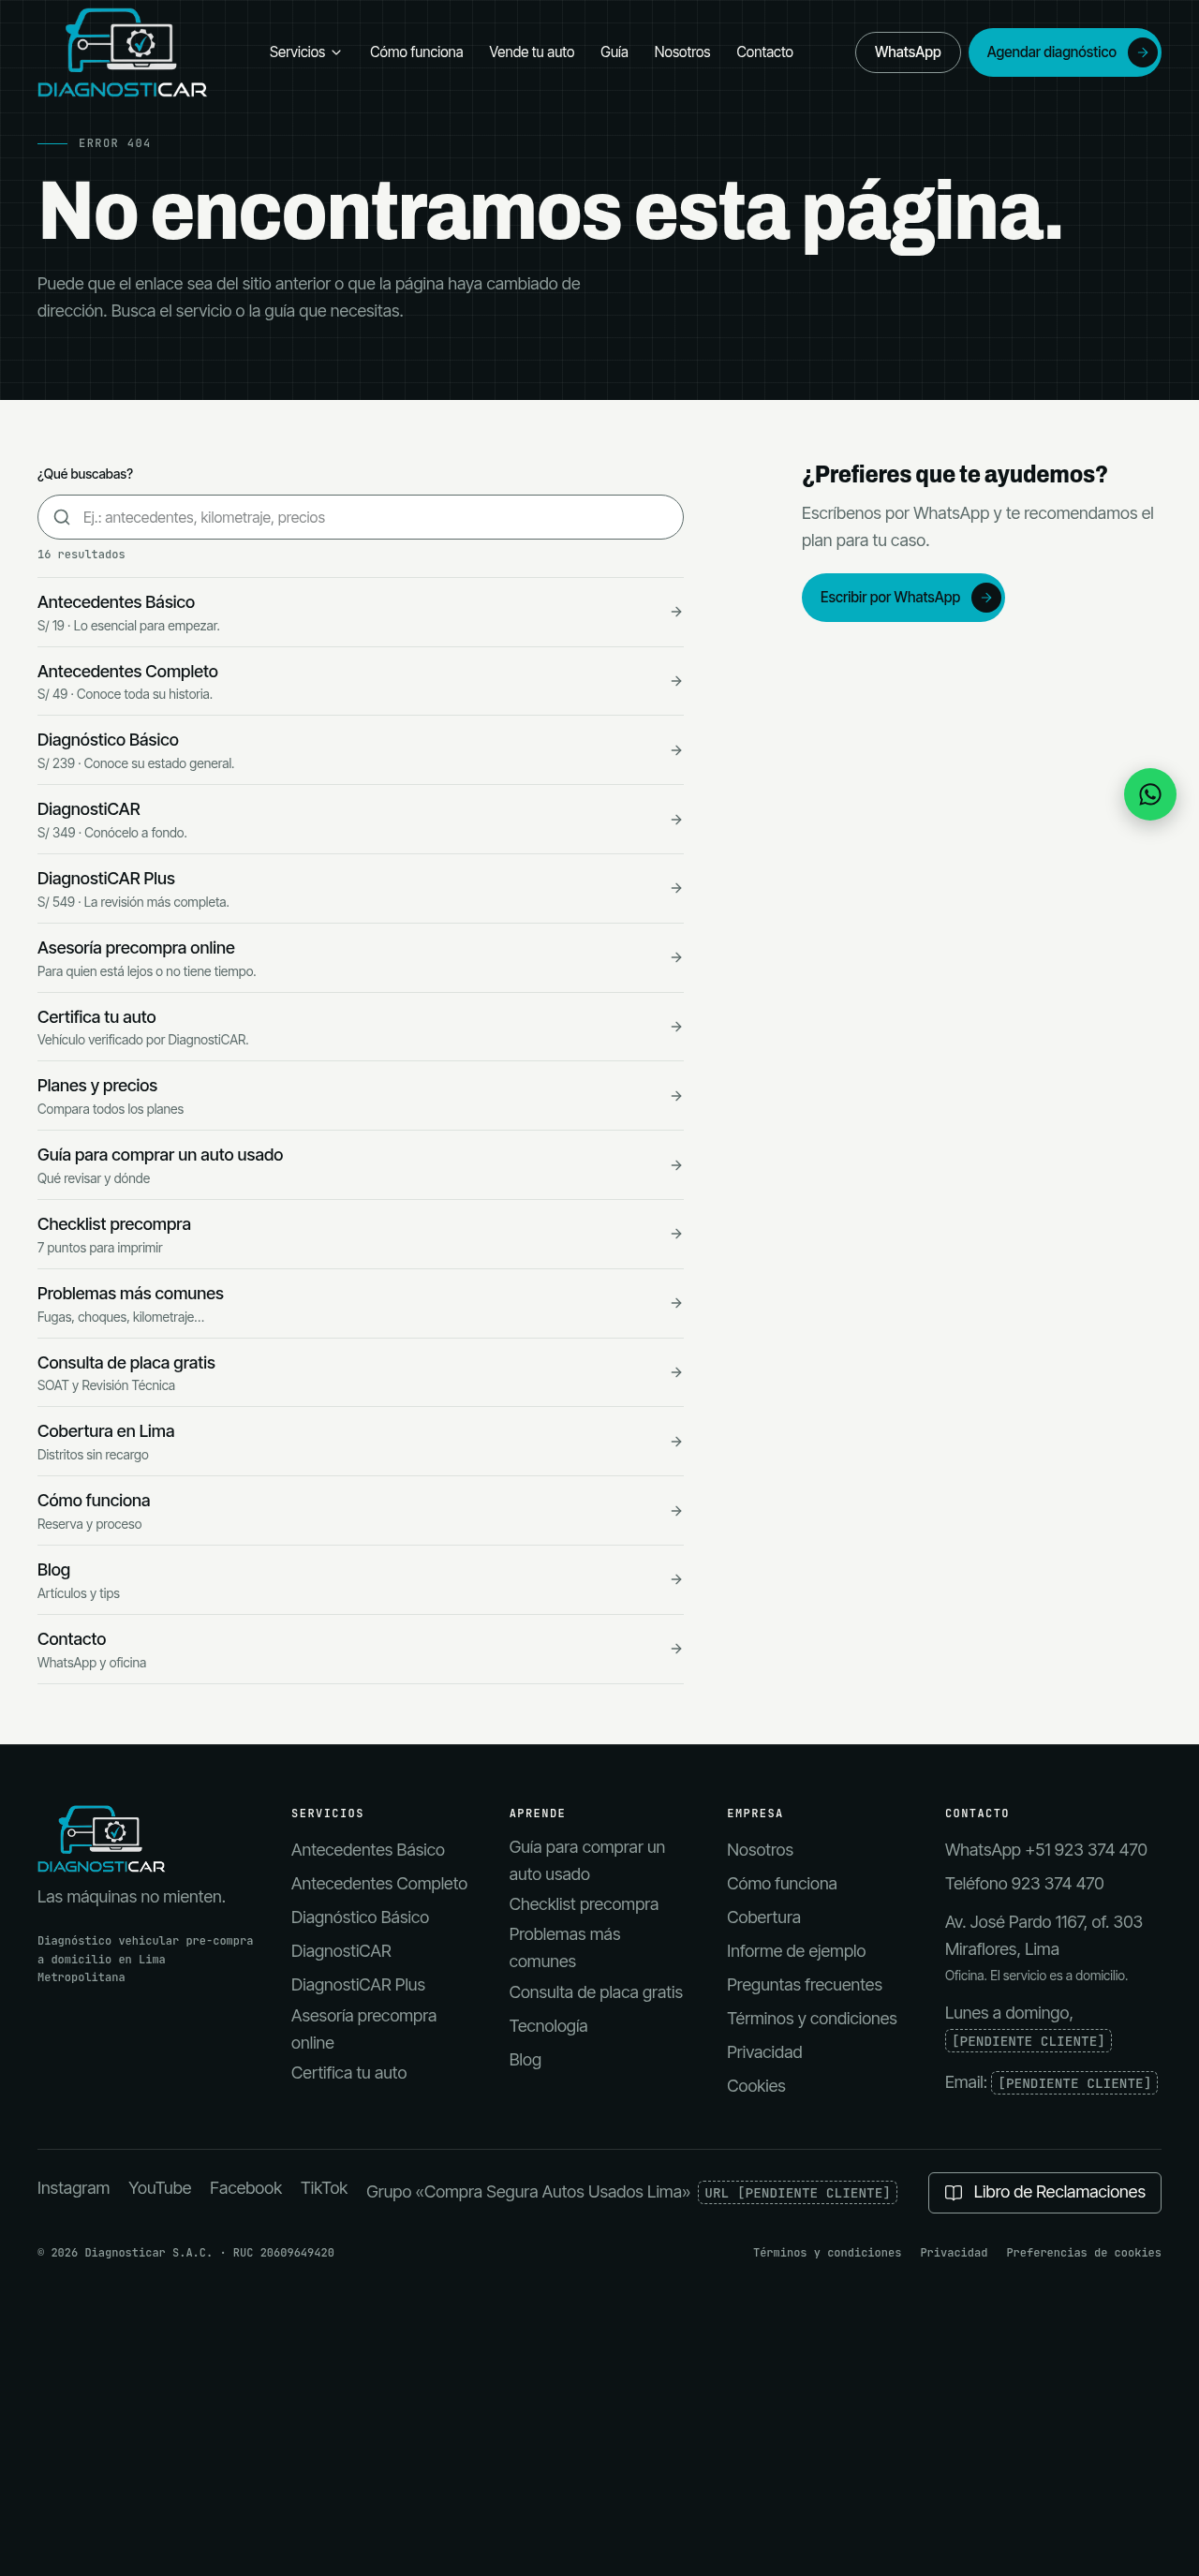 DIAGNOSTICAR
Servicios
Cómo funciona
Vende tu auto
Guía
Nosotros
Contacto
WhatsApp
Agendar diagnóstico
ERROR 404
No encontramos esta página.
Puede que el enlace sea del sitio anterior o que la página haya cambiado de
dirección. Busca el servicio o la guía que necesitas.
¿Qué buscabas?
Ej.: antecedentes, kilometraje, precios
16 resultados
Antecedentes Básico
S/ 19 · Lo esencial para empezar.
Antecedentes Completo
S/ 49 · Conoce toda su historia.
Diagnóstico Básico
S/ 239 · Conoce su estado general.
DiagnostiCAR
S/ 349 · Conócelo a fondo.
DiagnostiCAR Plus
S/ 549 · La revisión más completa.
Asesoría precompra online
Para quien está lejos o no tiene tiempo.
Certifica tu auto
Vehículo verificado por DiagnostiCAR.
Planes y precios
Compara todos los planes
Guía para comprar un auto usado
Qué revisar y dónde
Checklist precompra
7 puntos para imprimir
Problemas más comunes
Fugas, choques, kilometraje…
Consulta de placa gratis
SOAT y Revisión Técnica
Cobertura en Lima
Distritos sin recargo
Cómo funciona
Reserva y proceso
Blog
Artículos y tips
Contacto
WhatsApp y oficina
¿Prefieres que te ayudemos?
Escríbenos por WhatsApp y te recomendamos el
plan para tu caso.
Escribir por WhatsApp
DIAGNOSTICAR
Las máquinas no mienten.
Diagnóstico vehicular pre-compra
a domicilio en Lima
Metropolitana
SERVICIOS
Antecedentes Básico
Antecedentes Completo
Diagnóstico Básico
DiagnostiCAR
DiagnostiCAR Plus
Asesoría precompra
online
Certifica tu auto
APRENDE
Guía para comprar un
auto usado
Checklist precompra
Problemas más
comunes
Consulta de placa gratis
Tecnología
Blog
EMPRESA
Nosotros
Cómo funciona
Cobertura
Informe de ejemplo
Preguntas frecuentes
Términos y condiciones
Privacidad
Cookies
CONTACTO
WhatsApp +51 923 374 470
Teléfono 923 374 470
Av. José Pardo 1167, of. 303
Miraflores, Lima
Oficina. El servicio es a domicilio.
Lunes a domingo,
[PENDIENTE CLIENTE]
Email: [PENDIENTE CLIENTE]
Instagram
YouTube
Facebook
TikTok
Grupo «Compra Segura Autos Usados Lima» URL [PENDIENTE CLIENTE]
Libro de Reclamaciones
© 2026 Diagnosticar S.A.C. · RUC 20609649420
Términos y condiciones
Privacidad
Preferencias de cookies